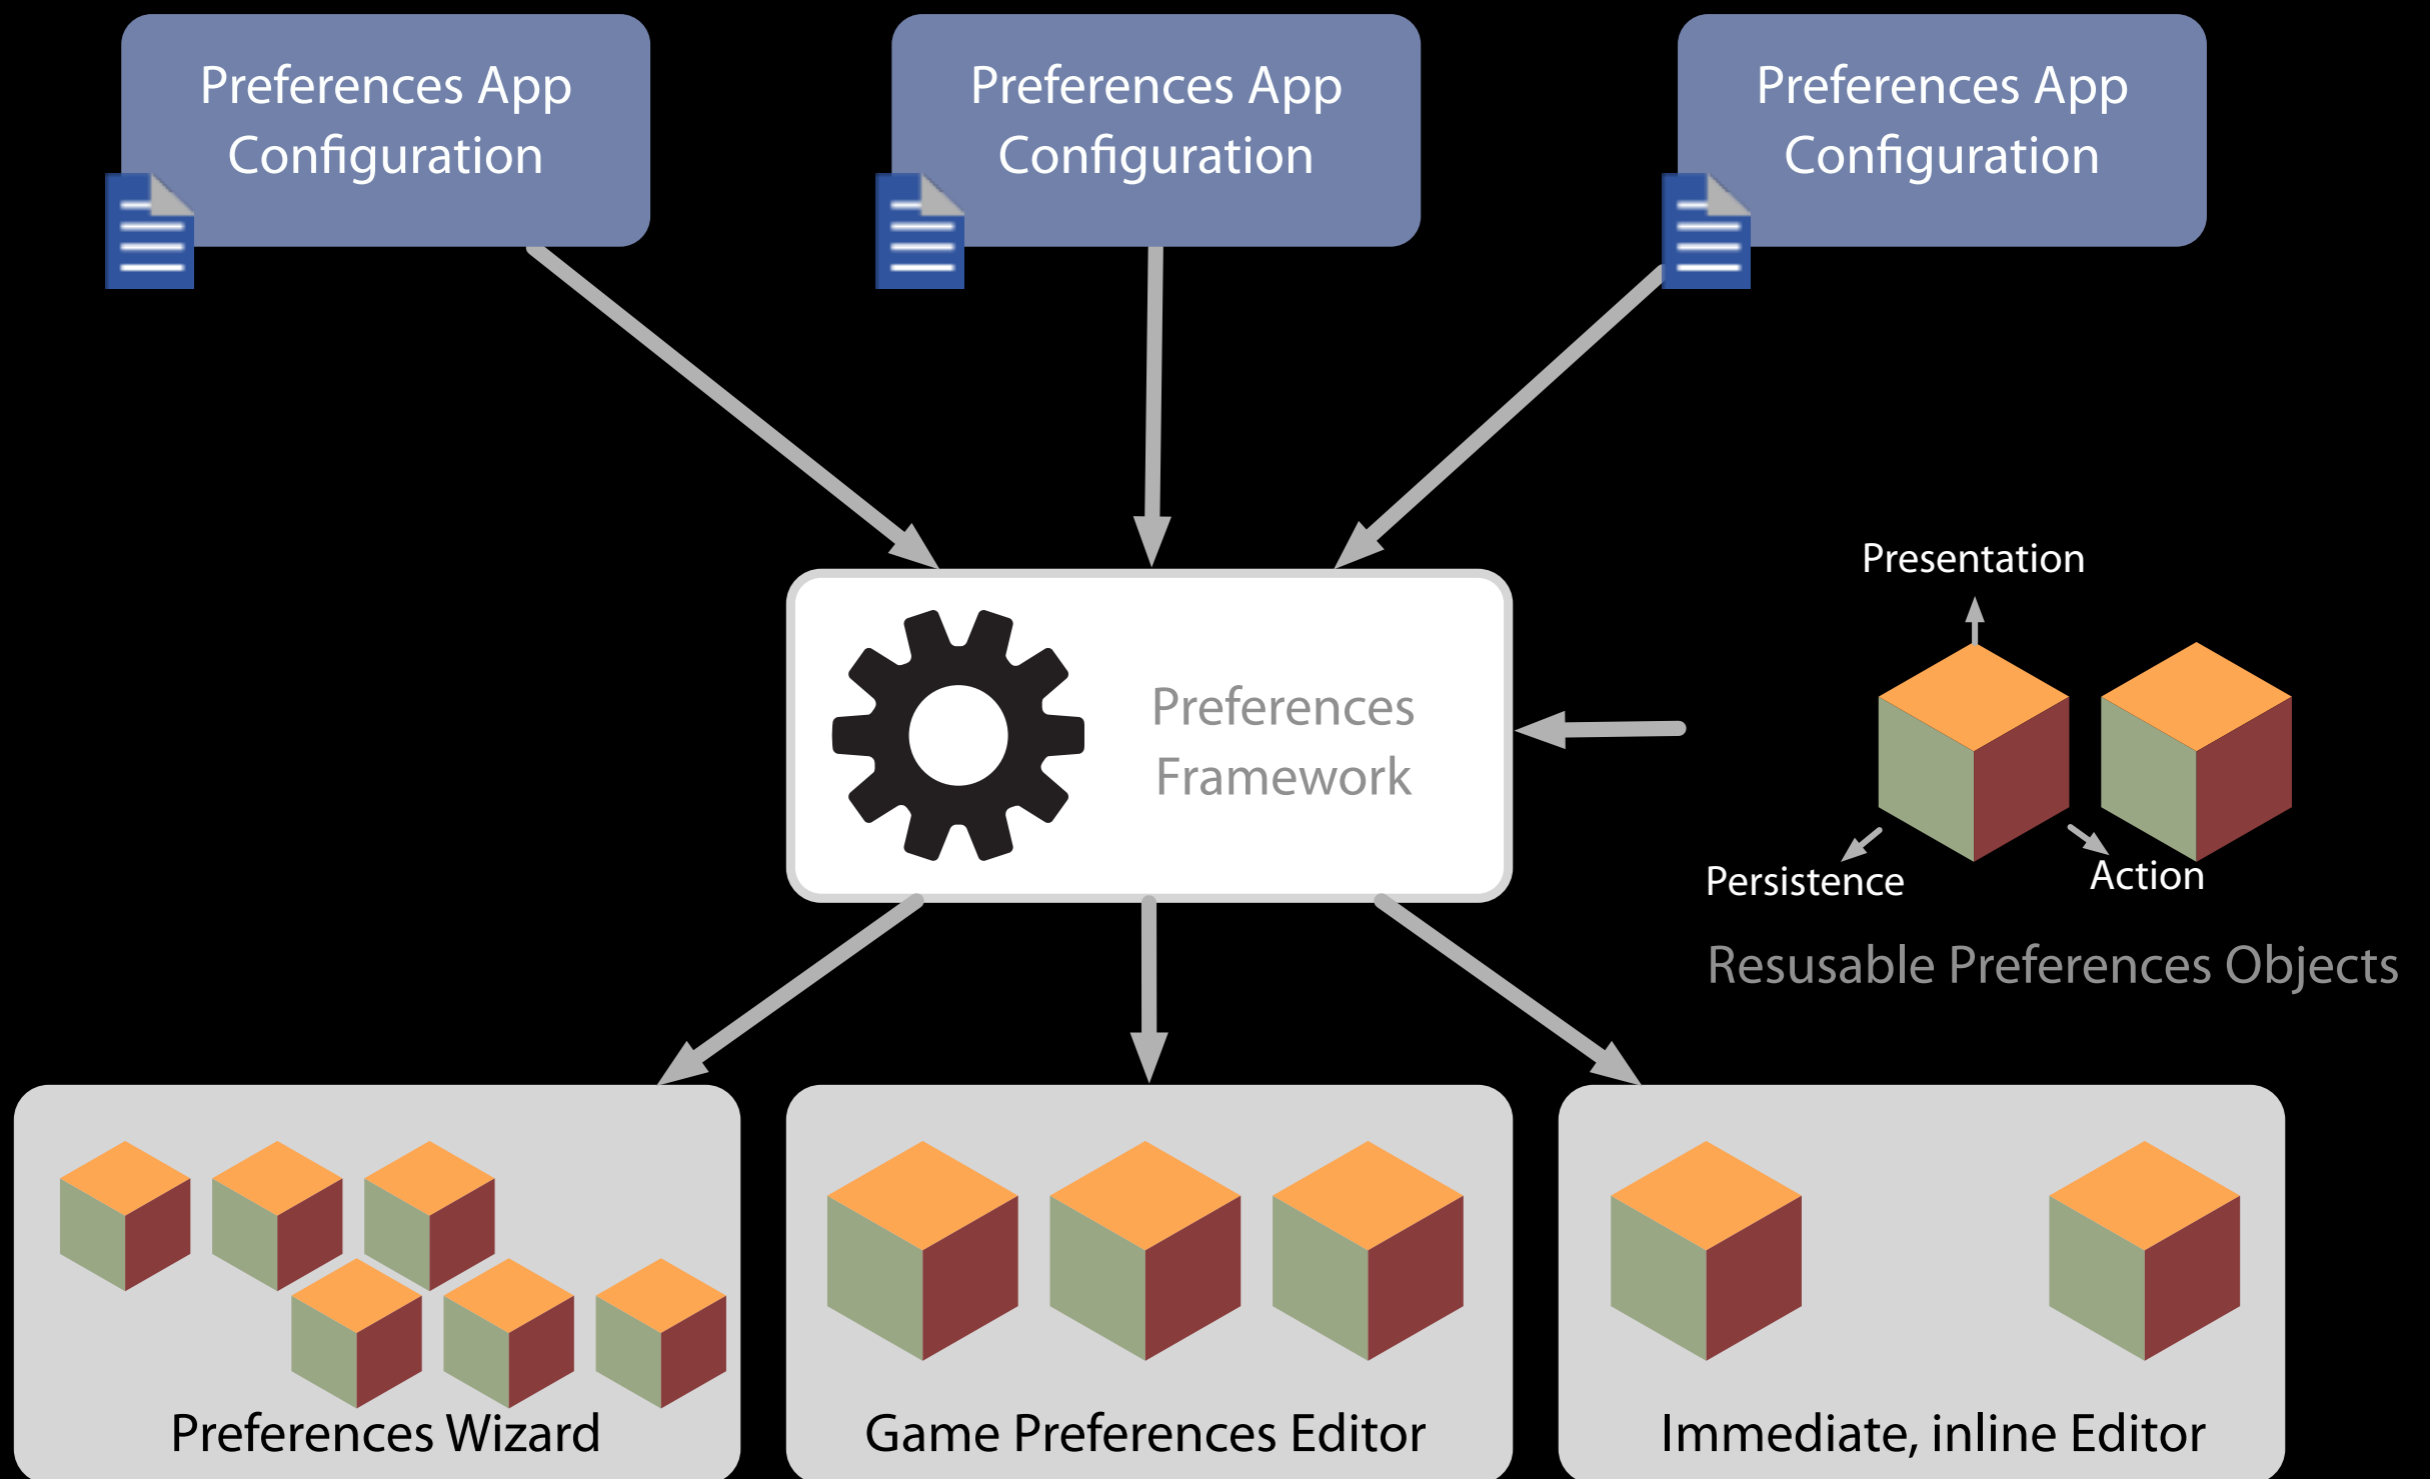 Preferences App
Configuration
Preferences App
Configuration
Preferences App
Configuration
Presentation
Preferences
Framework
Persistence
Action
Resusable Preferences Objects
Preferences Wizard
Game Preferences Editor
Immediate, inline Editor